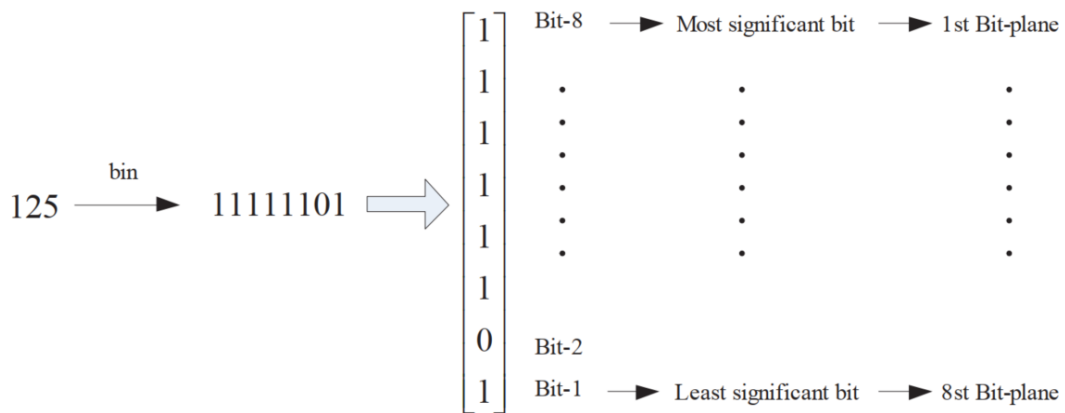 1 Bit-8 Most significant bit 1st Bit-plane
1
1
bin
125 11111101 1
1
1
0 Bit-2
1 Bit-1 Least significant bit 8st Bit-plane